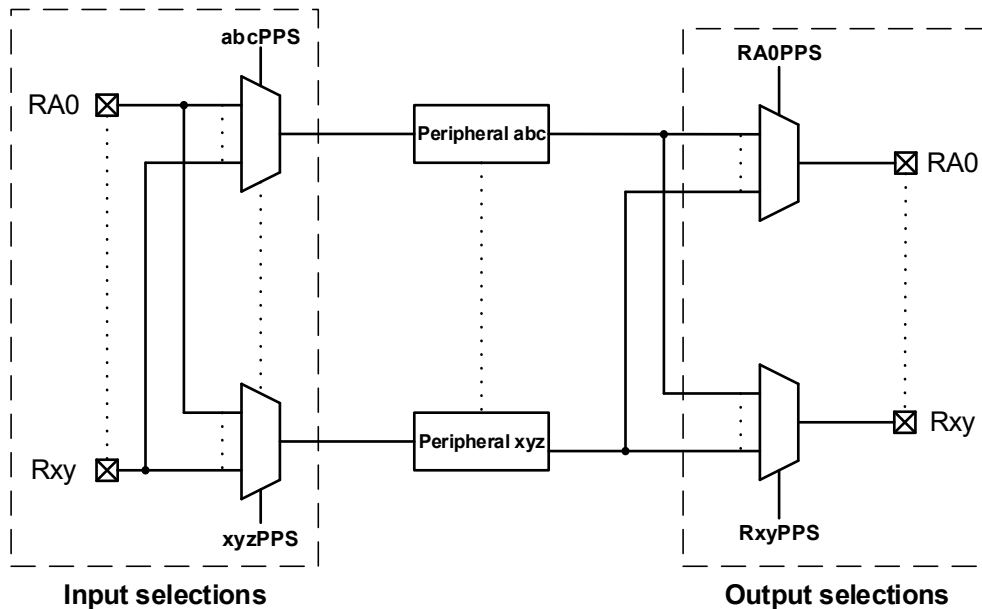 abcPPS
RA0PPS
RA0
Peripheral abc
RA0
Peripheral xyz
Rxy
Rxy
xyzPPS
RxyPPS
Input selections
Output selections